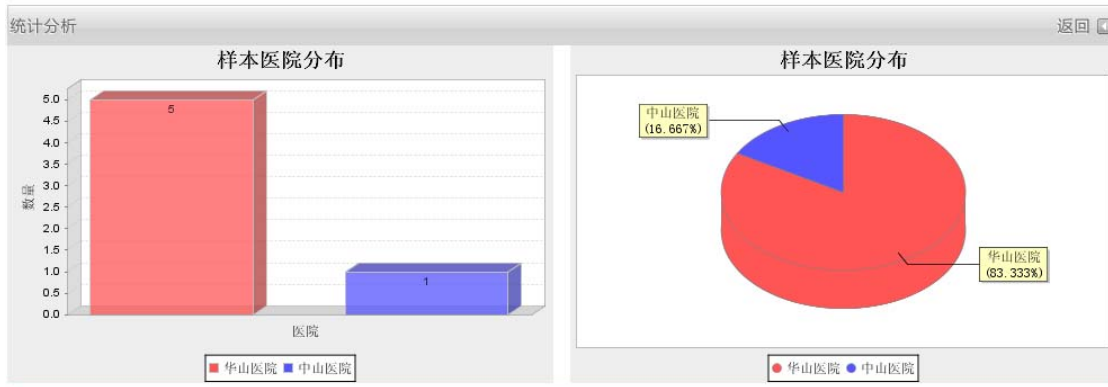 统计分析 返回
样本医院分布
5.0
4.5
4.0
3.5
3.0
2.5
2.0
1.5
1.0
0.5
0.0
数量
5
1
医院
华山医院 中山医院
样本医院分布
中山医院
(16.667%)
华山医院
(83.333%)
华山医院 中山医院